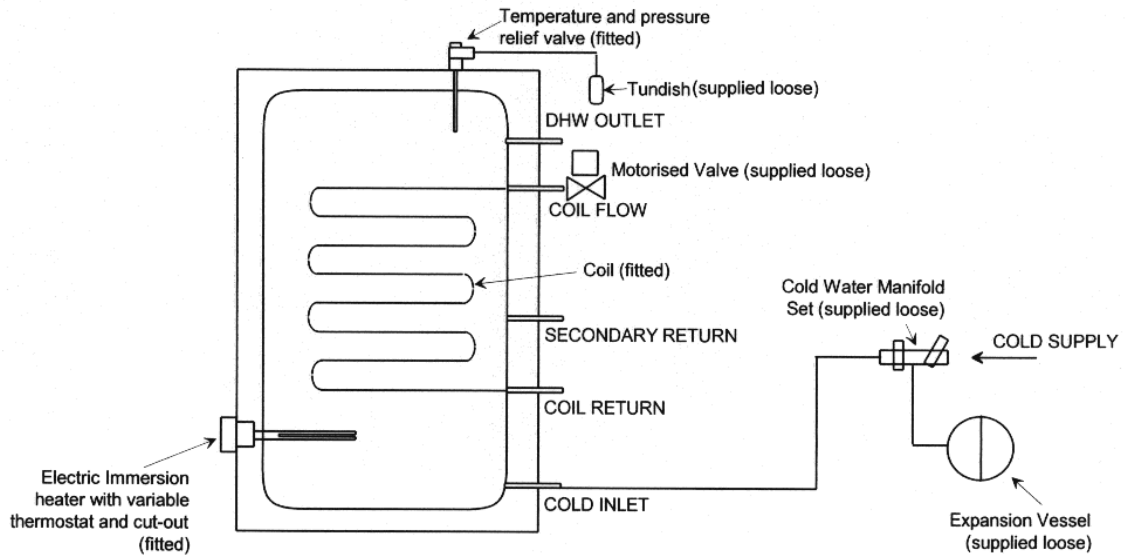 Temperature and pressure
relief valve (fitted)
Tundish (supplied loose)
DHW OUTLET
Motorised Valve (supplied loose)
COIL FLOW
Coil (fitted)
Cold Water Manifold
Set (supplied loose)
COLD SUPPLY
SECONDARY RETURN
COIL RETURN
Electric Immersion
heater with variable
thermostat and cut-out
(fitted)
COLD INLET
Expansion Vessel
(supplied loose)